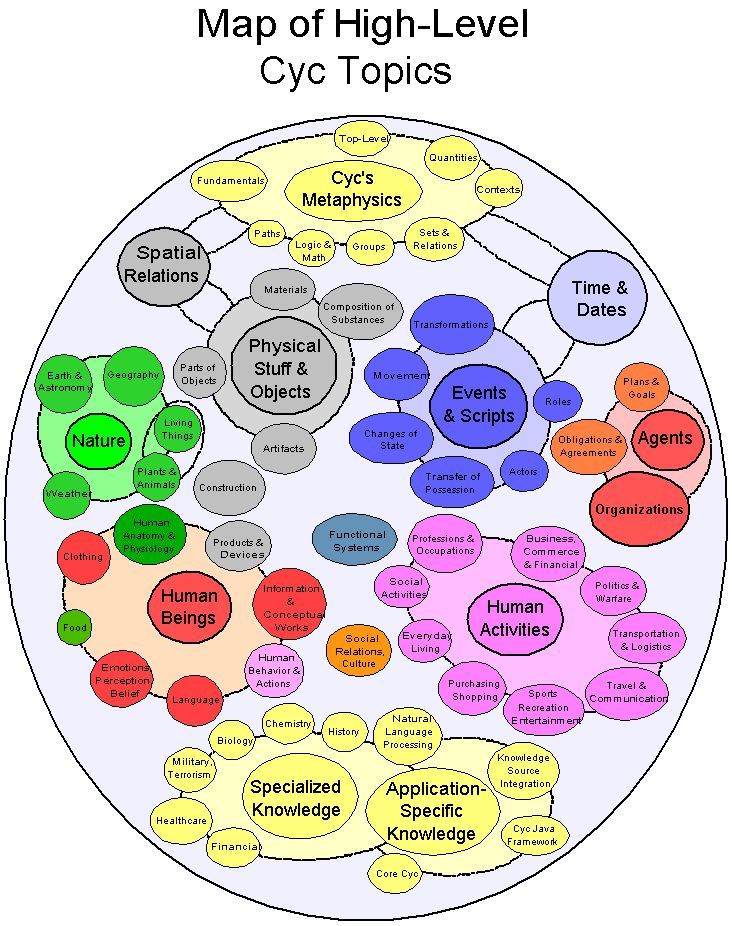 Map of High-Level
Cyc Topics
Top-Level
Quantities
Fundamentals
Cyc's
Metaphysics
Contexts
Paths
Logic &
Math
Groups
Sets &
Relations
Spatial
Relations
Time &
Dates
Materials
Composition of
Substances
Physical
Stuff &
Objects
Parts of
Objects
Artifacts
Construction
Products &
Devices
Transformations
Movement
Events
& Scripts
Roles
Changes of
State
Transfer of
Possession
Actors
Plans &
Goals
Obligations &
Agreements
Agents
Organizations
Earth &
Astronomy
Geography
Nature
Living
Things
Plants &
Animals
Weather
Human
Anatomy &
Physiology
Clothing
Human
Beings
Information
&
Conceptual
Works
Food
Emotions,
Perception,
Belief
Language
Human
Behavior &
Actions
Functional
Systems
Social
Relations,
Culture
Professions &
Occupations
Business,
Commerce
& Financial
Social
Activities
Human
Activities
Politics &
Warfare
Everyday
Living
Transportation
& Logistics
Purchasing
Shopping
Sports
Recreation
Entertainment
Travel &
Communication
Natural
Language
Processing
Chemistry
History
Biology
Military,
Terrorism
Specialized
Knowledge
Application-
Specific
Knowledge
Knowledge
Source
Integration
Healthcare
Financial
Cyc Java
Framework
Core Cyc